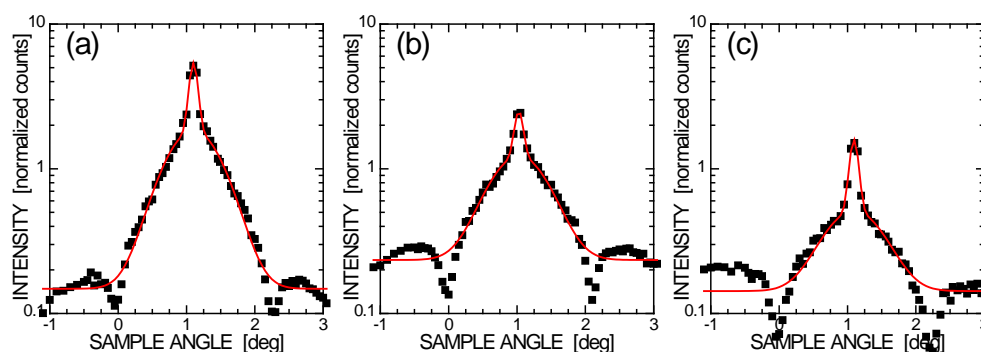 (a)
INTENSITY [normalized counts]
10
1
0.1
-1 0 1 2 3
SAMPLE ANGLE [deg]
(b)
INTENSITY [normalized counts]
10
1
0.1
-1 0 1 2 3
SAMPLE ANGLE [deg]
(c)
INTENSITY [normalized counts]
10
1
0.1
-1 0 1 2 3
SAMPLE ANGLE [deg]